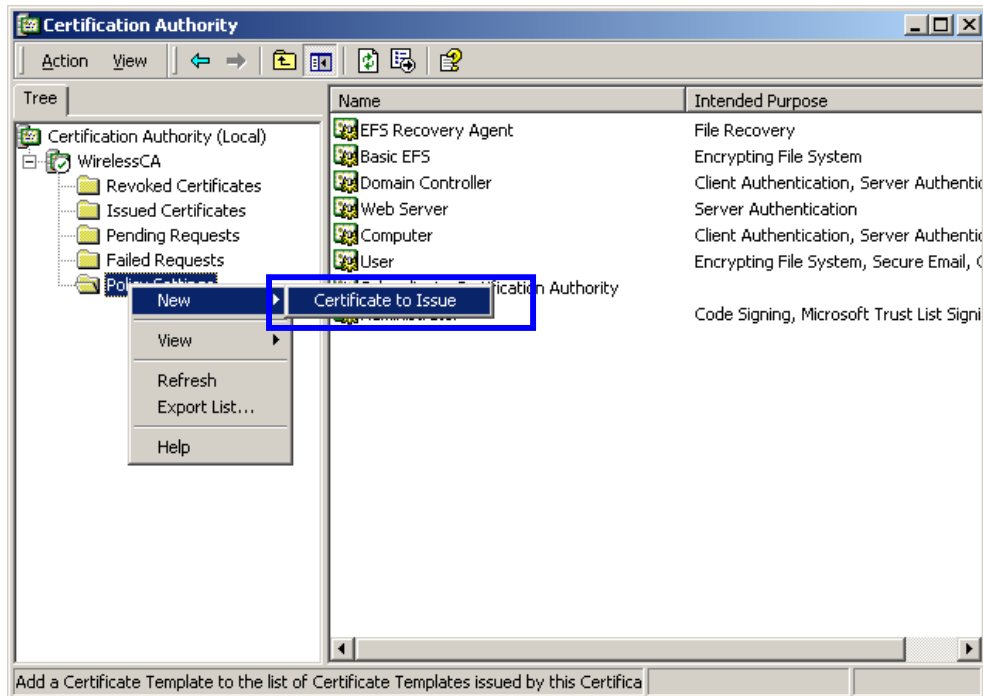 Certification Authority
Action View
Tree
Name Intended Purpose
Certification Authority (Local)
WirelessCA
Revoked Certificates
Issued Certificates
Pending Requests
Failed Requests
EFS Recovery Agent File Recovery
Basic EFS Encrypting File System
Domain Controller Client Authentication, Server Authentic
Web Server Server Authentication
Computer Client Authentication, Server Authentic
User Encrypting File System, Secure Email, C
Certification Authority
Code Signing, Microsoft Trust List Signi
New
Certificate to Issue
View
Refresh
Export List...
Help
Add a Certificate Template to the list of Certificate Templates issued by this Certifica